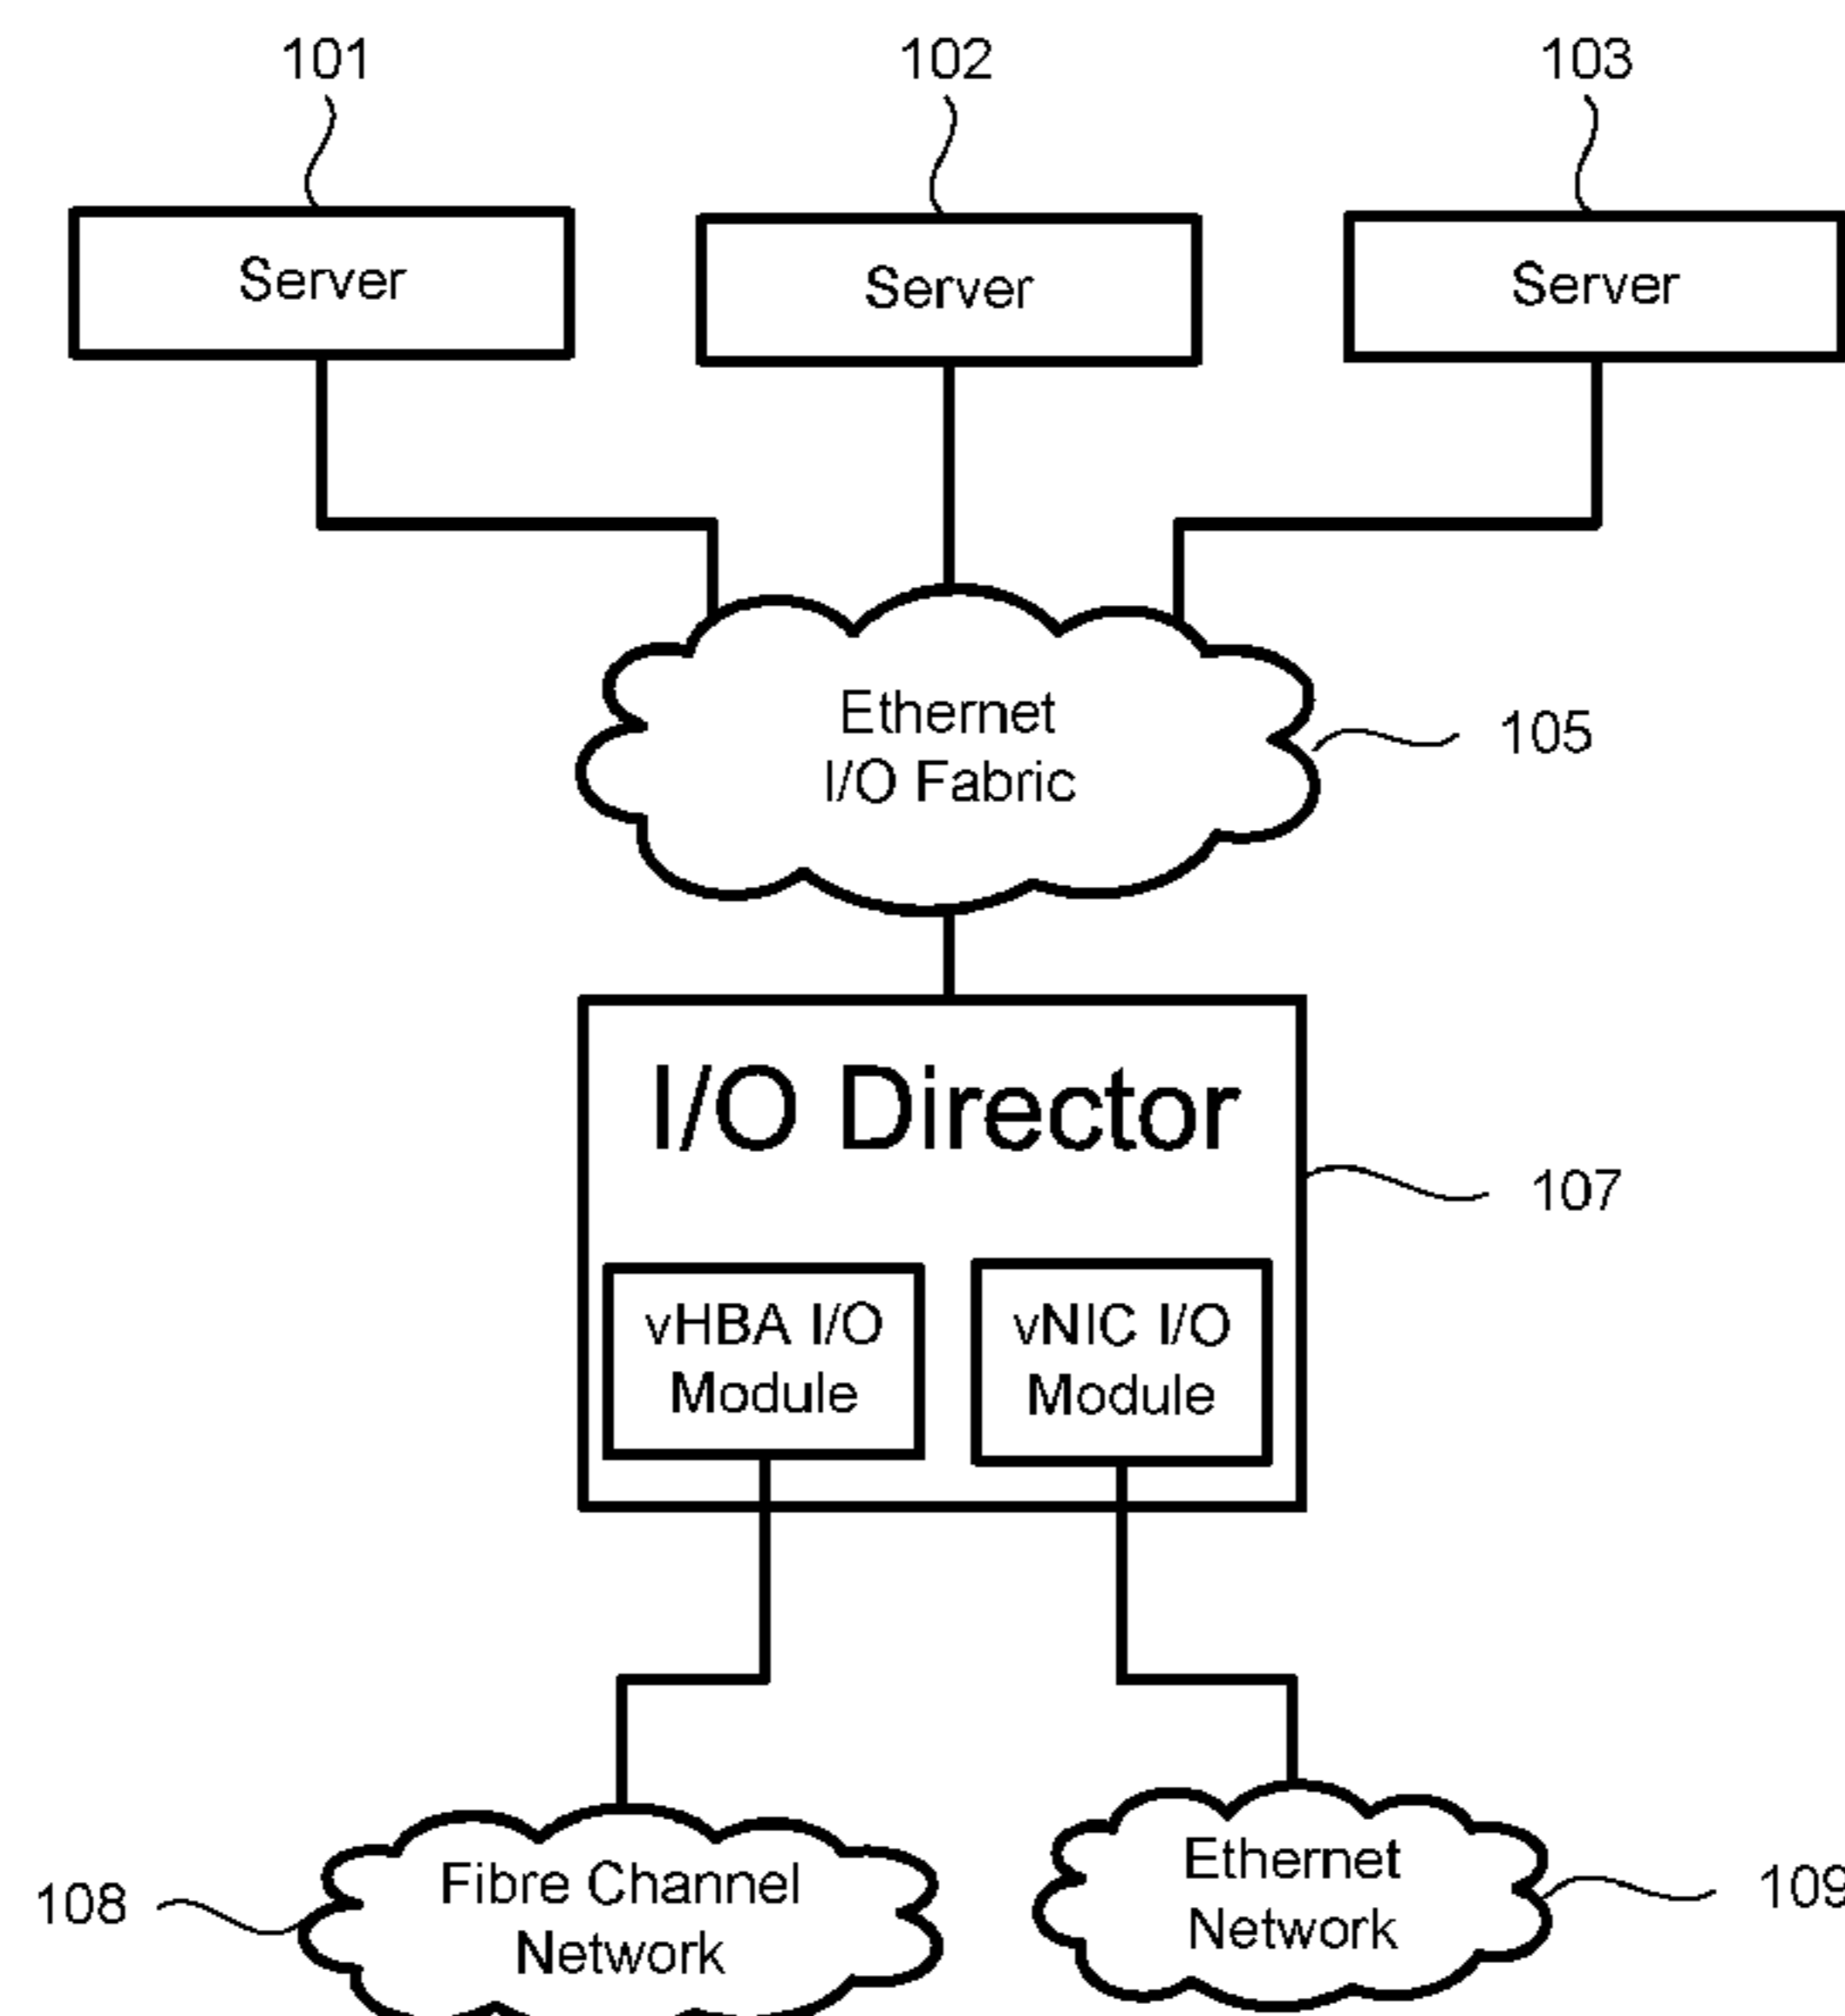 101
102
103
Server
Server
Server
Ethernet
I/O Fabric
105
I/O Director
107
vHBA I/O
Module
vNIC I/O
Module
Fibre Channel
Network
108
Ethernet
Network
109